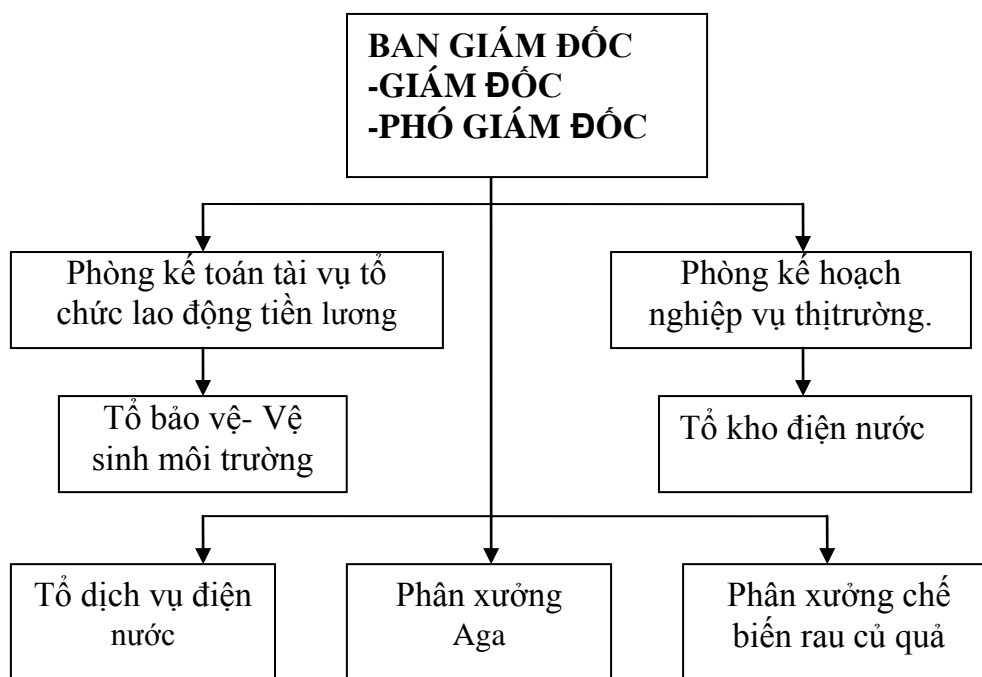 BAN GIÁM ĐỐC
-GIÁM ĐỐC
-PHÓ GIÁM ĐỐC
Phòng kế toán tài vụ tổ
chức lao động tiền lương
Phòng kế hoạch
nghiệp vụ thịtrường.
Tổ bảo vệ- Vệ
sinh môi trường
Tổ kho điện nước
Tổ dịch vụ điện
nước
Phân xưởng
Aga
Phân xưởng chế
biến rau củ quả